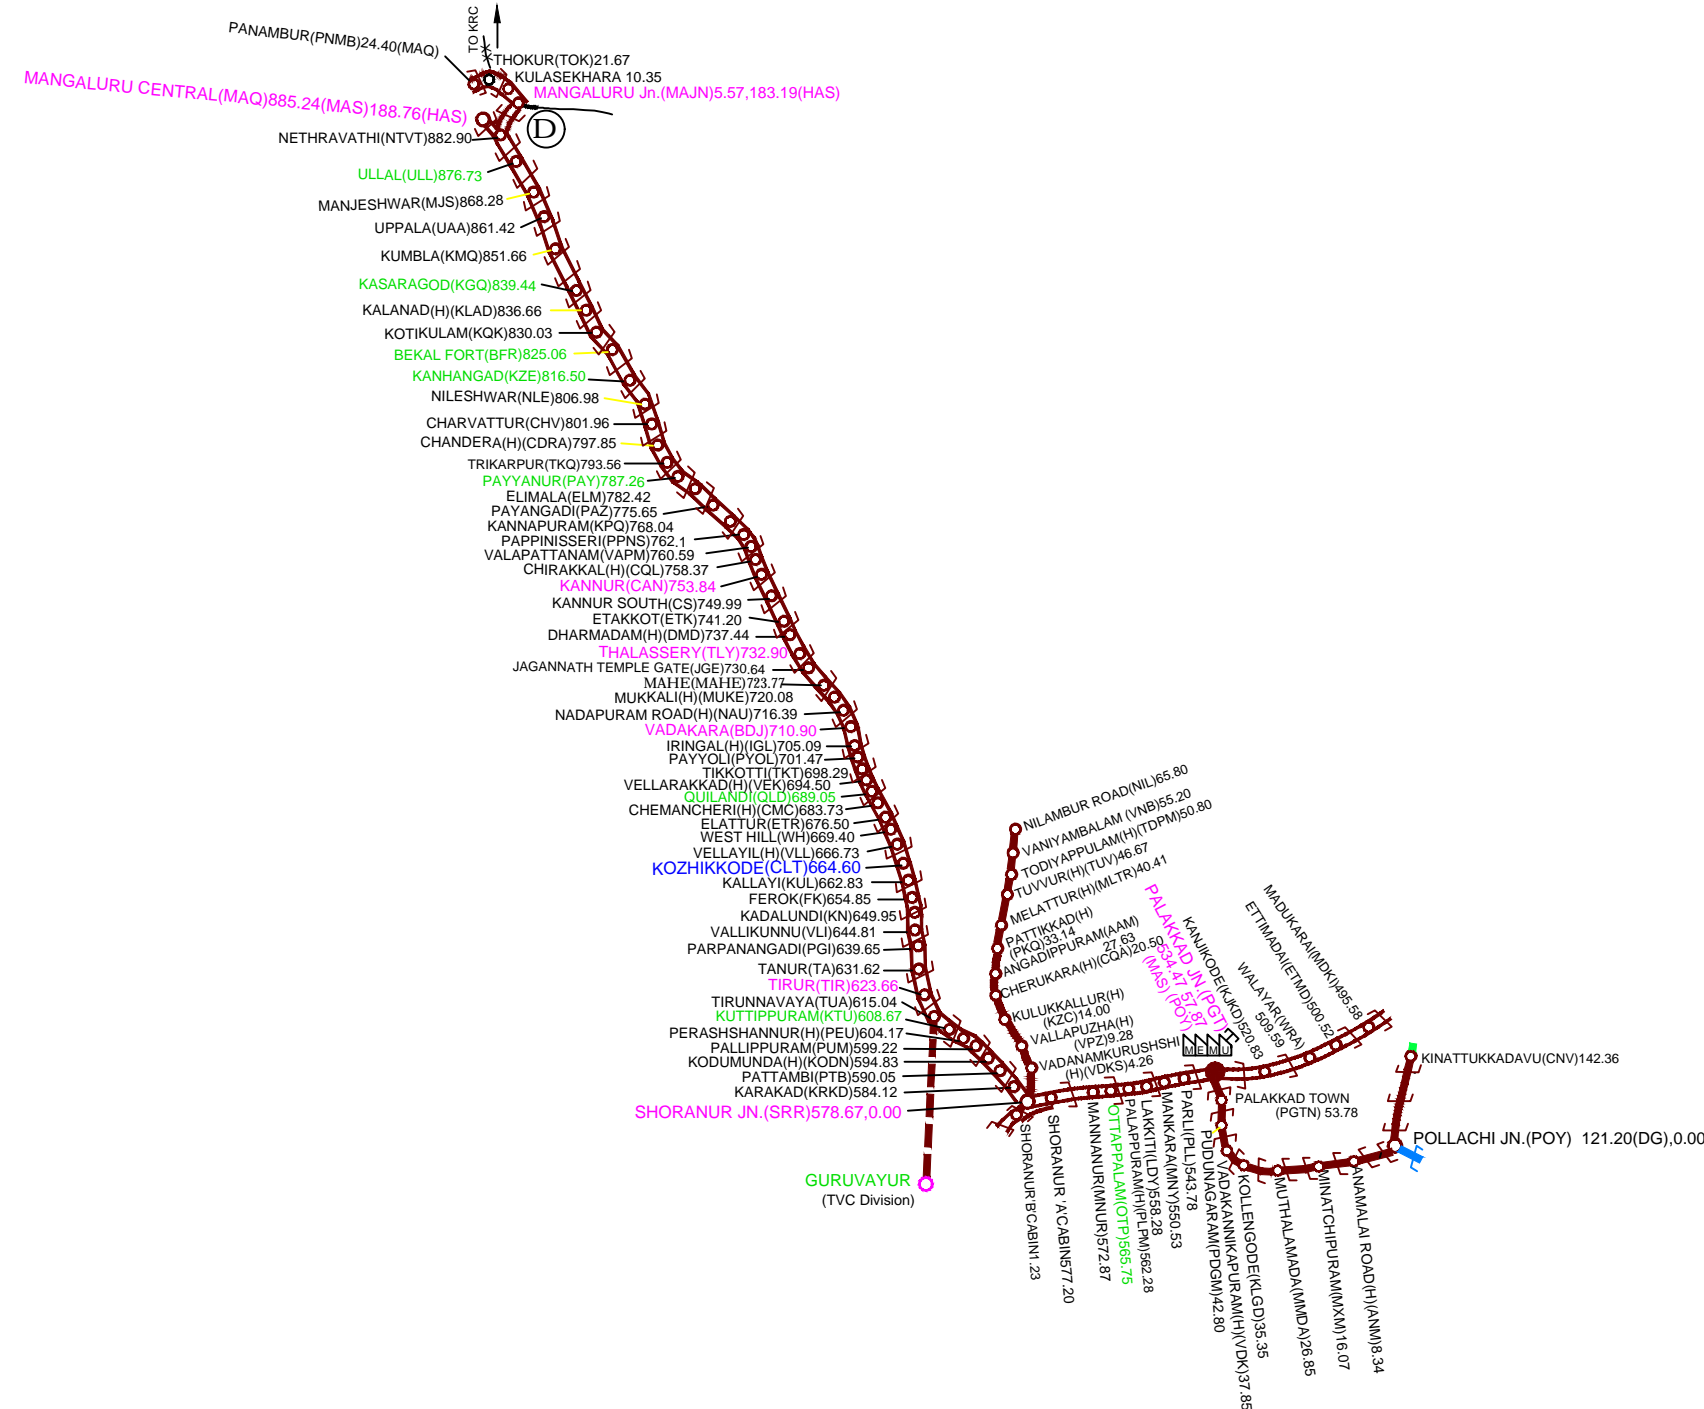 TO KRC
PANAMBUR(PNMB)24.40(MAQ)
THOKUR(TOK)21.67
KULASEKHARA 10.35
MANGALURU Jn.(MAJN)5.57,183.19(HAS)
MANGALURU CENTRAL(MAQ)885.24(MAS)188.76(HAS)
D
NETHRAVATHI(NTVT)882.90
ULLAL(ULL)876.73
MANJESHWAR(MJS)868.28
UPPALA(UAA)861.42
KUMBLA(KMQ)851.66
KASARAGOD(KGQ)839.44
KALANAD(H)(KLAD)836.66
KOTIKULAM(KQK)830.03
BEKAL FORT(BFR)825.06
KANHANGAD(KZE)816.50
NILESHWAR(NLE)806.98
CHARVATTUR(CHV)801.96
CHANDERA(H)(CDRA)797.85
TRIKARPUR(TKQ)793.56
PAYYANUR(PAY)787.26
ELIMALA(ELM)782.42
PAYANGADI(PAZ)775.65
KANNAPURAM(KPQ)768.04
PAPPINISSERI(PPNS)762.1
VALAPATTANAM(VAPM)760.59
CHIRAKKAL(H)(CQL)758.37
KANNUR(CAN)753.84
KANNUR SOUTH(CS)749.99
ETAKKOT(ETK)741.20
DHARMADAM(H)(DMD)737.44
THALASSERY(TLY)732.90
JAGANNATH TEMPLE GATE(JGE)730.64
MAHE(MAHE)723.77
MUKKALI(H)(MUKE)720.08
NADAPURAM ROAD(H)(NAU)716.39
VADAKARA(BDJ)710.90
IRINGAL(H)(IGL)705.09
PAYYOLI(PYOL)701.47
TIKKOTTI(TKT)698.29
VELLARAKKAD(H)(VEK)694.50
QUILANDI(QLD)689.05
CHEMANCHERI(H)(CMC)683.73
ELATTUR(ETR)676.50
WEST HILL(WH)669.40
VELLAYIL(H)(VLL)666.73
KOZHIKKODE(CLT)664.60
KALLAYI(KUL)662.83
FEROK(FK)654.85
KADALUNDI(KN)649.95
VALLIKUNNU(VLI)644.81
PARPANANGADI(PGI)639.65
TANUR(TA)631.62
TIRUR(TIR)623.66
TIRUNNAVAYA(TUA)615.04
KUTTIPPURAM(KTU)608.67
PERASHSHANNUR(H)(PEU)604.17
PALLIPPURAM(PUM)599.22
KODUMUNDA(H)(KODN)594.83
PATTAMBI(PTB)590.05
KARAKAD(KRKD)584.12
SHORANUR JN.(SRR)578.67,0.00
GURUVAYUR
(TVC Division)
NILAMBUR ROAD(NIL)65.80
VANIYAMBALAM (VNB)55.20
TODIYAPPULAM(H)(TDPM)50.80
TUVVUR(H)(TUV)46.67
MELATTUR(H)(MLTR)40.41
PATTIKKAD(H)
(PKQ)33.14
ANGADIPPURAM(AAM)
27.63
CHERUKARA(H)(CQA)20.50
KULUKKALLUR(H)
(KZC)14.00
VALLAPUZHA(H)
(VPZ)9.28
VADANAMKURUSHSHI
(H)(VDKS)4.26
SHORANUR'B'CABIN1.23
SHORANUR 'A'CABIN577.20
MANNANUR(MNUR)572.87
OTTAPPALAM(OTP)565.75
PALAPPURAM(H)(PLPM)562.28
LAKKITI(LDY)558.28
MANKARA(MNY)550.53
PARLI(PLL)543.78
PALAKKAD JN.(PGT)
534.47 57.87
(MAS) (POY)
MEMU
KANJIKODE(KJKD)520.83
WALAYAR(WRA)
509.59
ETTIMADAI(ETMD)500.52
MADUKARAI(MDKI)495.58
PALAKKAD TOWN
(PGTN) 53.78
PUDUNAGARAM(PDGM)42.80
VADAKANNIKAPURAM(H)(VDK)37.85
KOLLENGODE(KLGD)35.35
MUTHALAMADA(MMDA)26.85
MINATCHIPURAM(MXM)16.07
ANAMALAI ROAD(H)(ANM)8.34
POLLACHI JN.(POY) 121.20(DG),0.00
KINATTUKKADAVU(CNV)142.36